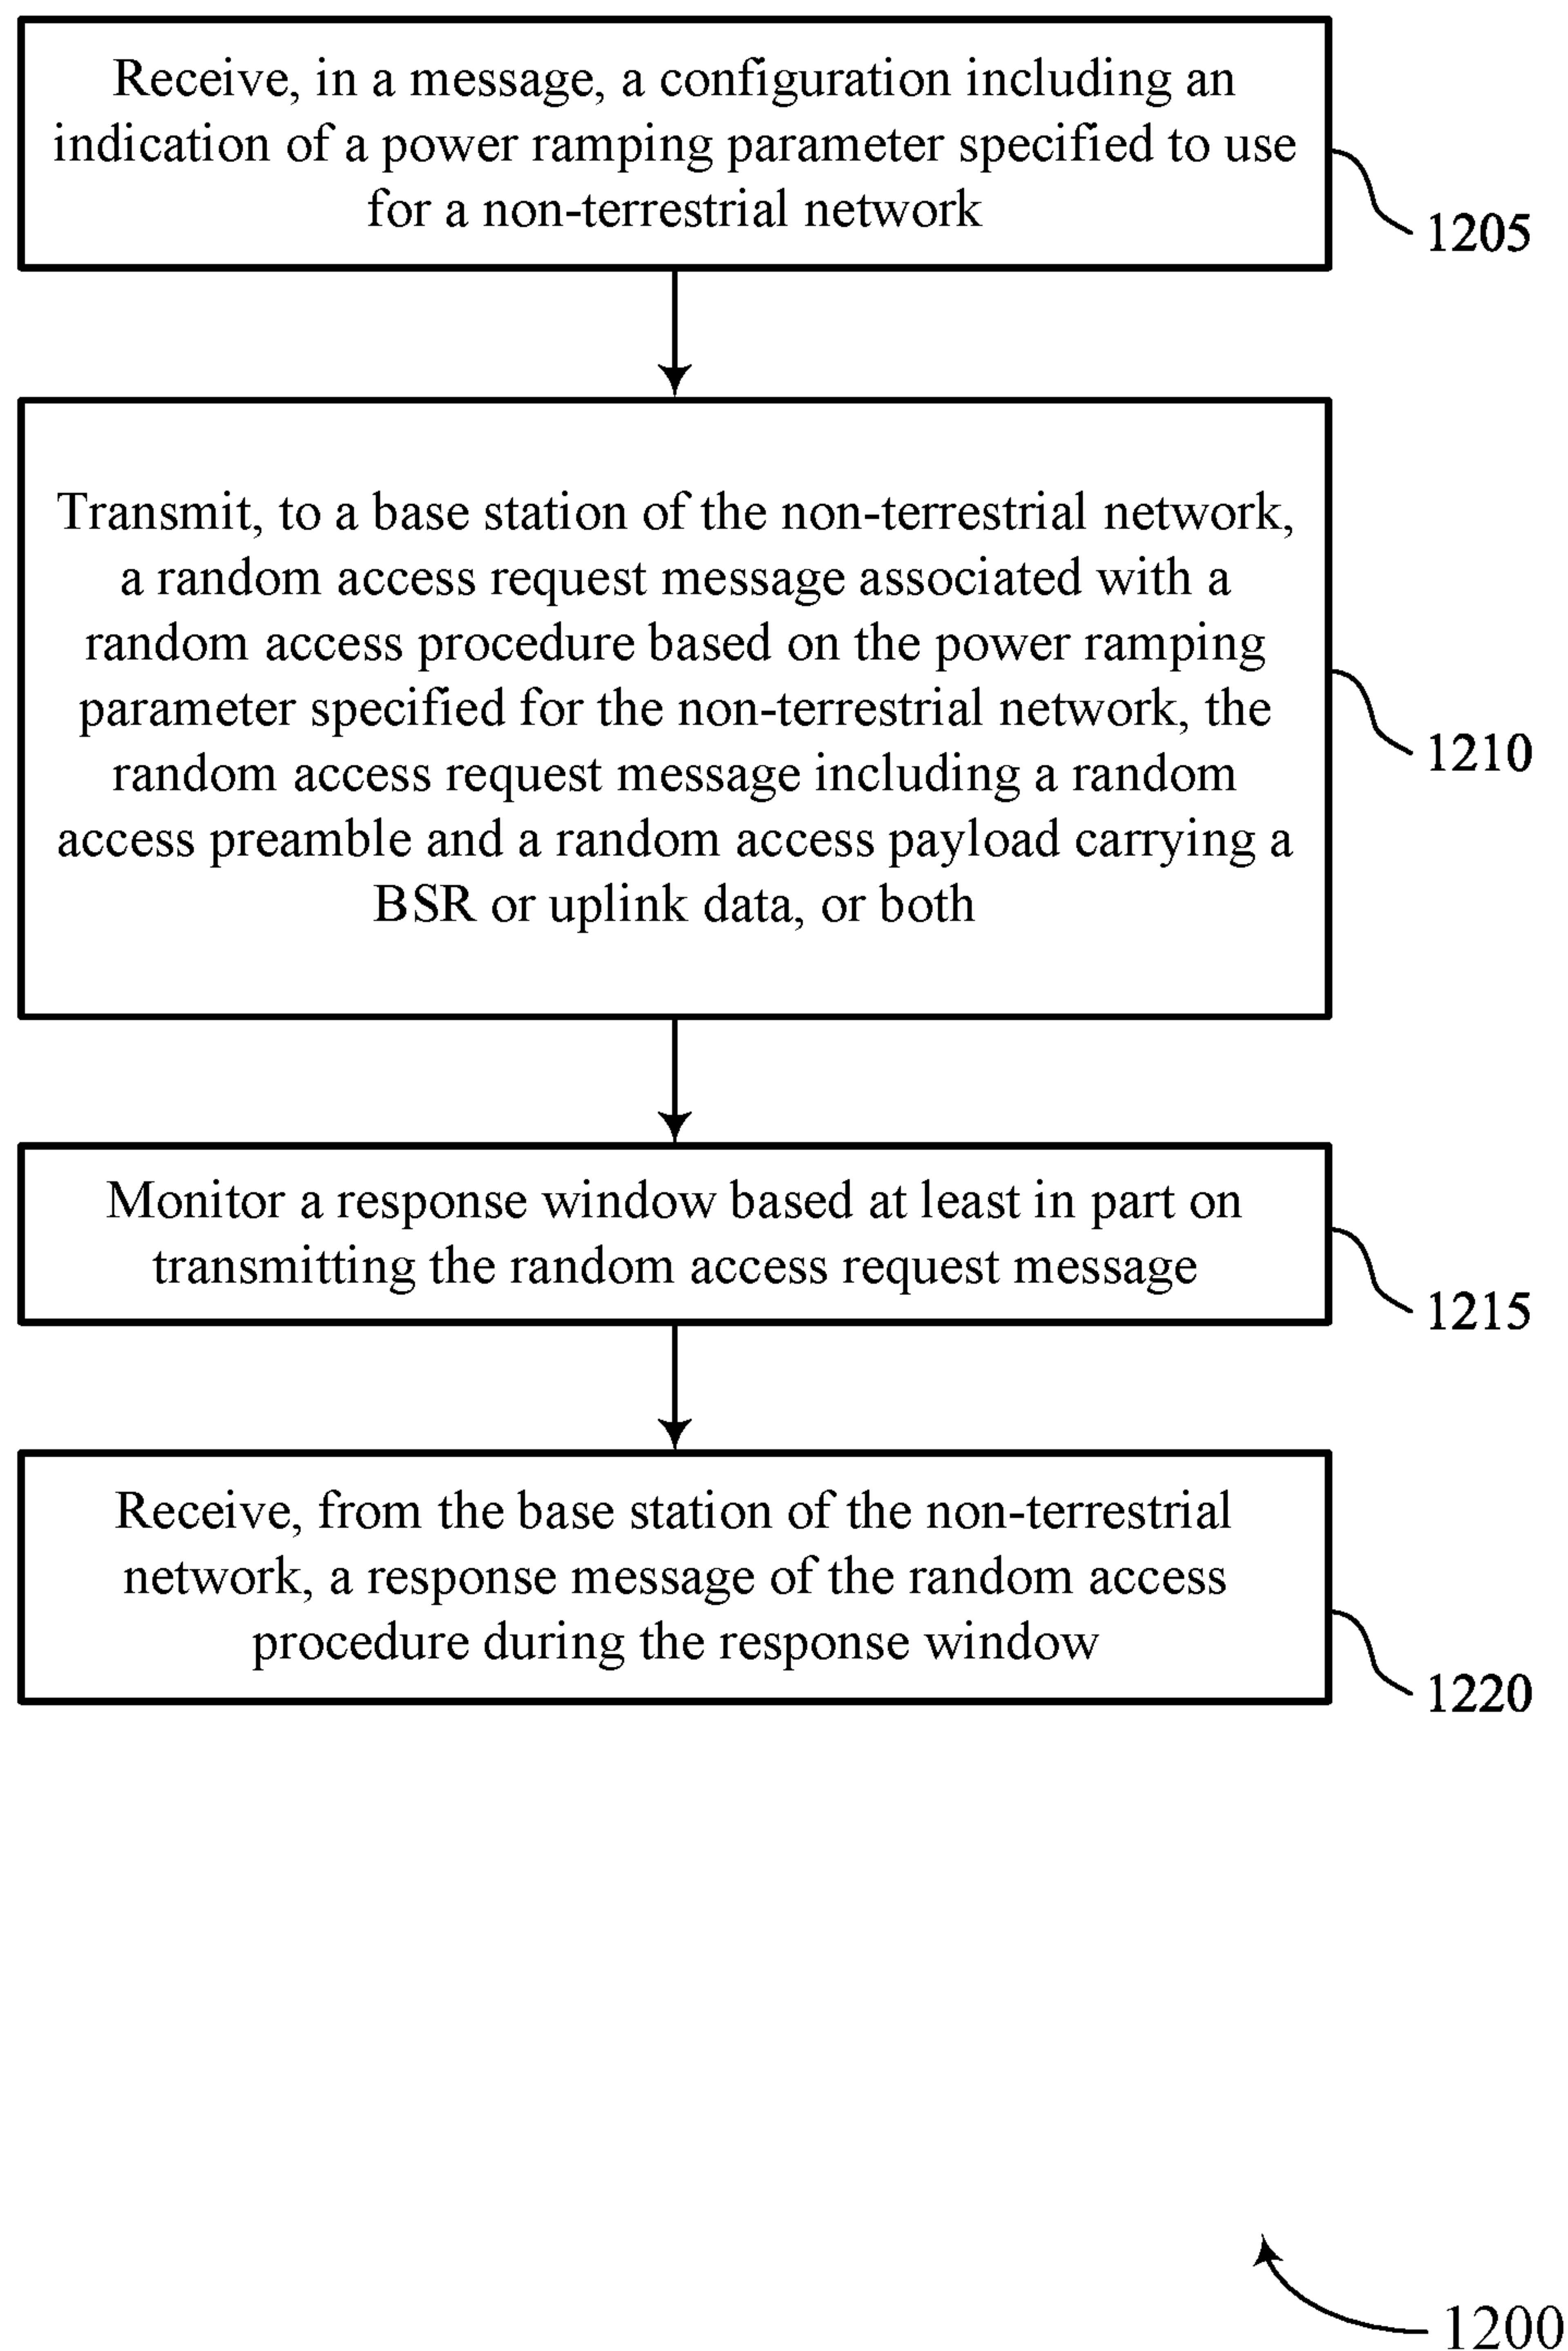 Receive, in a message, a configuration including an
indication of a power ramping parameter specified to use
for a non-terrestrial network
1205
Transmit, to a base station of the non-terrestrial network,
a random access request message associated with a
random access procedure based on the power ramping
parameter specified for the non-terrestrial network, the
random access request message including a random
access preamble and a random access payload carrying a
BSR or uplink data, or both
1210
Monitor a response window based at least in part on
transmitting the random access request message
1215
Receive, from the base station of the non-terrestrial
network, a response message of the random access
procedure during the response window
1220
1200